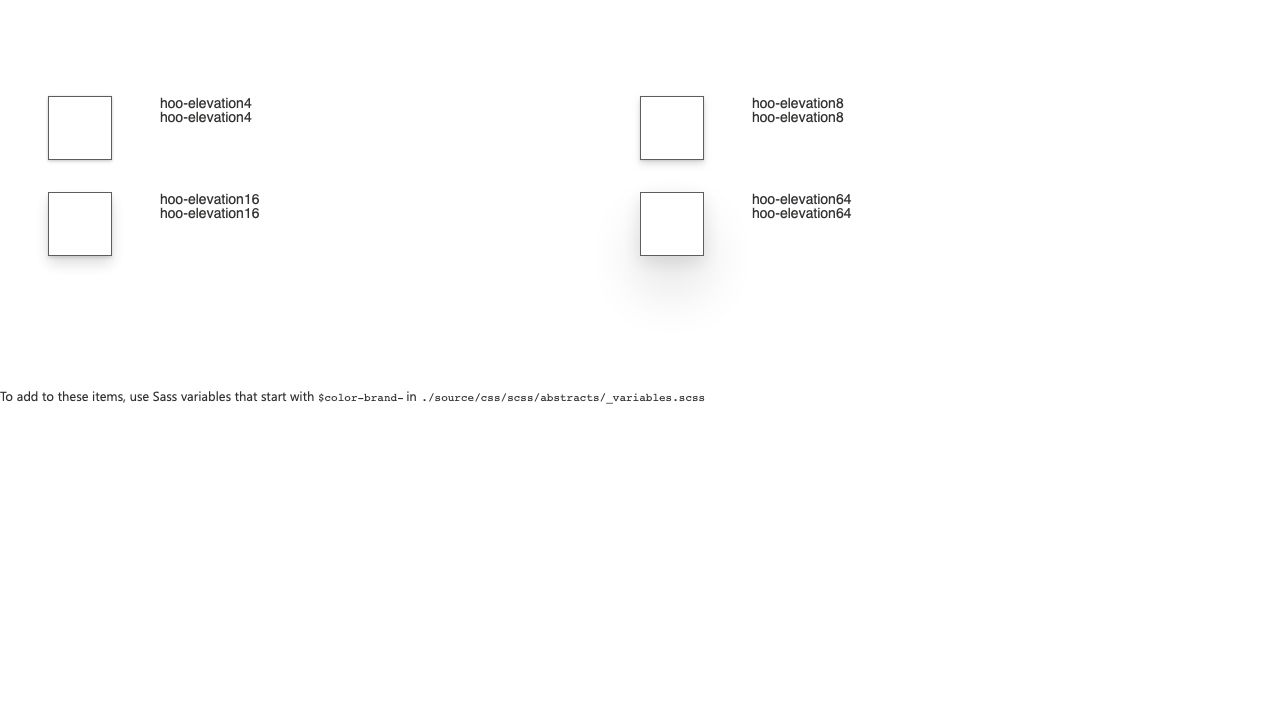 hoo-elevation4
hoo-elevation4
hoo-elevation8
hoo-elevation8
hoo-elevation16
hoo-elevation16
hoo-elevation64
hoo-elevation64
To add to these items, use Sass variables that start with $color-brand- in ./source/css/scss/abstracts/_variables.scss